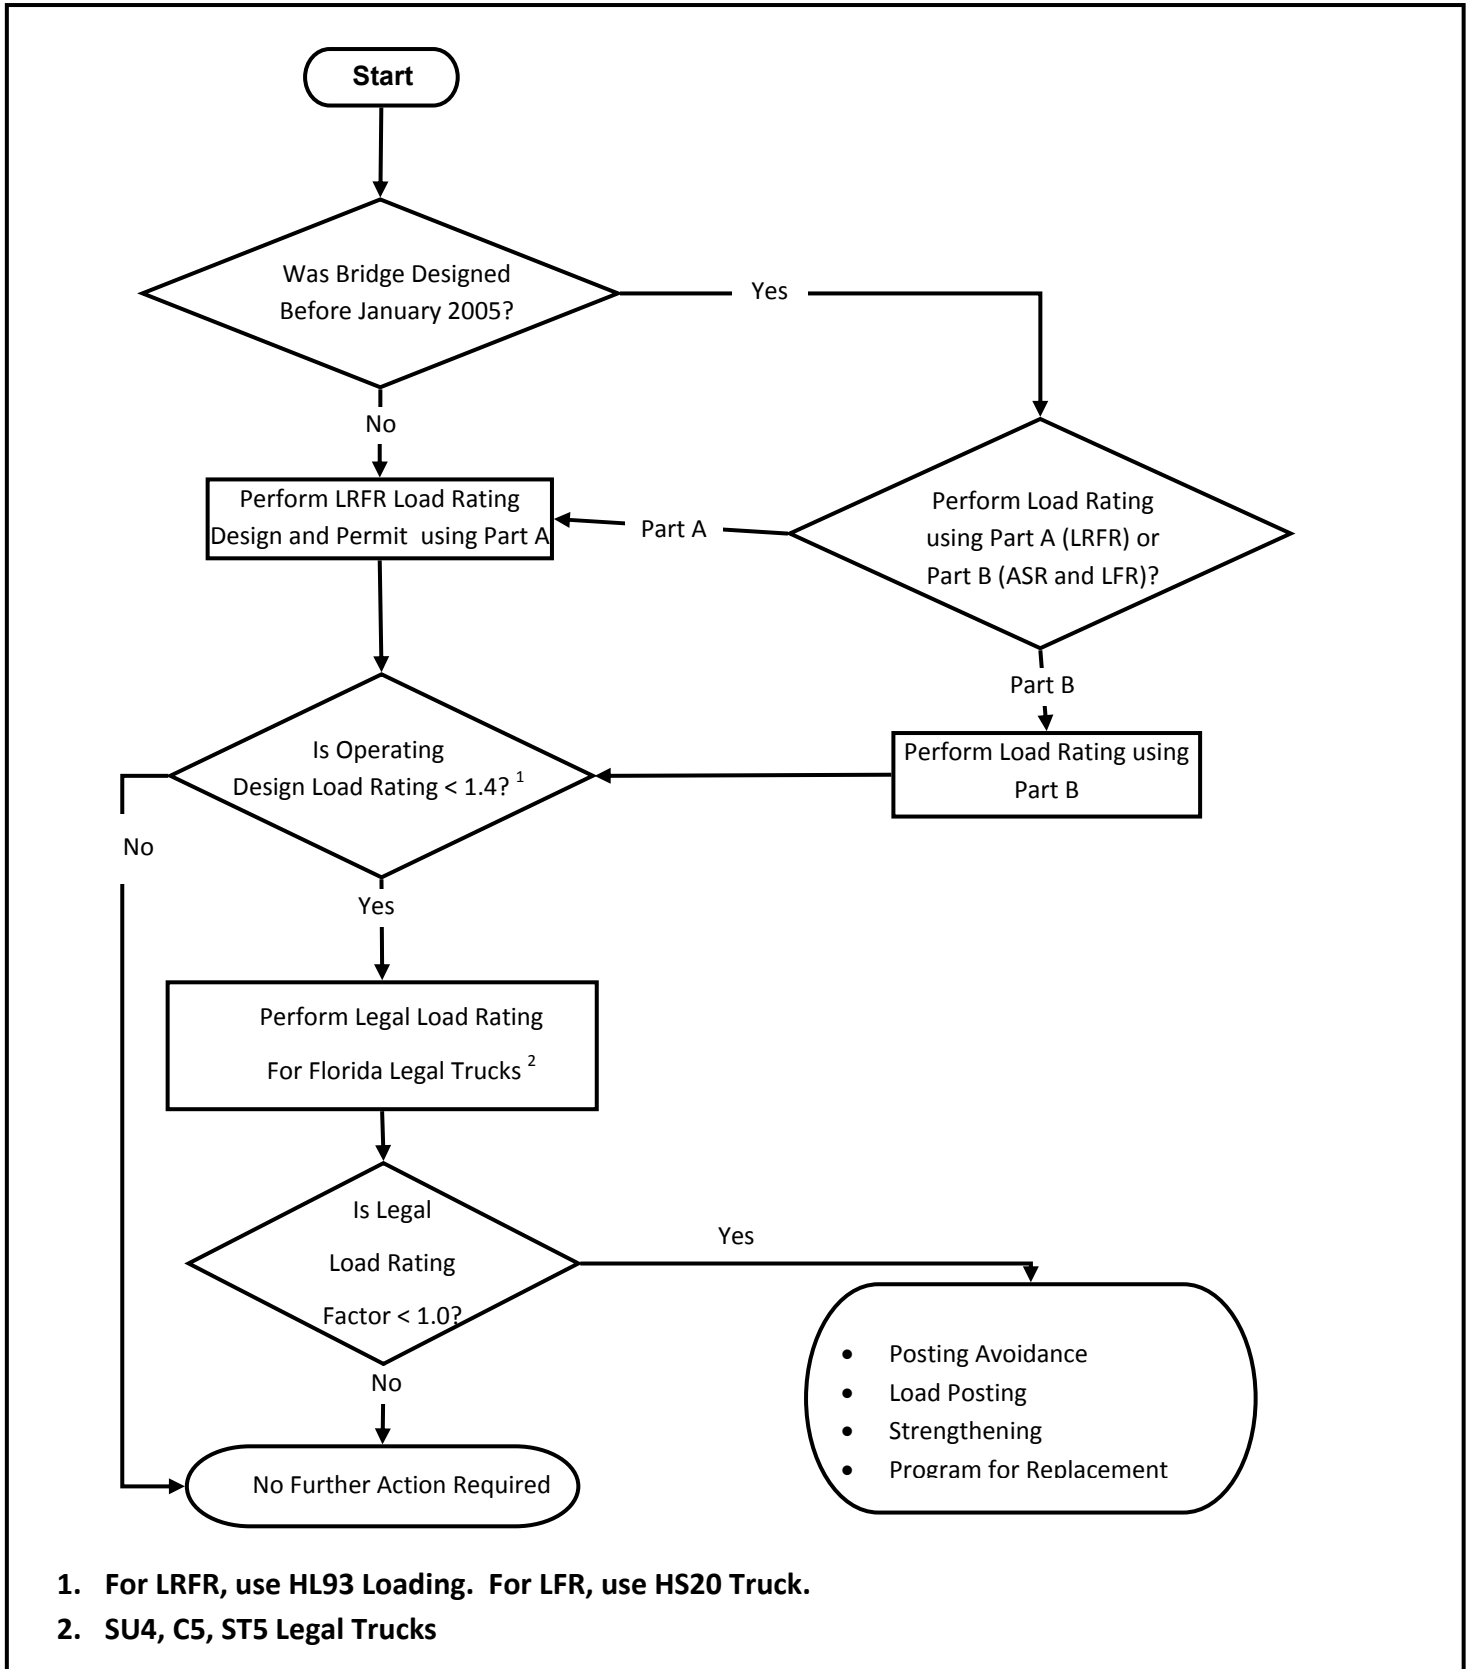 Start
Was Bridge Designed
Before January 2005?
Yes
No
Perform LRFR Load Rating
Design and Permit using Part A
Part A
Perform Load Rating
using Part A (LRFR) or
Part B (ASR and LFR)?
Part B
Is Operating
Design Load Rating < 1.4? 1
Perform Load Rating using
Part B
No
Yes
Perform Legal Load Rating
For Florida Legal Trucks 2
Is Legal
Load Rating
Factor < 1.0?
Yes
No
• Posting Avoidance
• Load Posting
• Strengthening
• Program for Replacement
No Further Action Required
1. For LRFR, use HL93 Loading. For LFR, use HS20 Truck.
2. SU4, C5, ST5 Legal Trucks